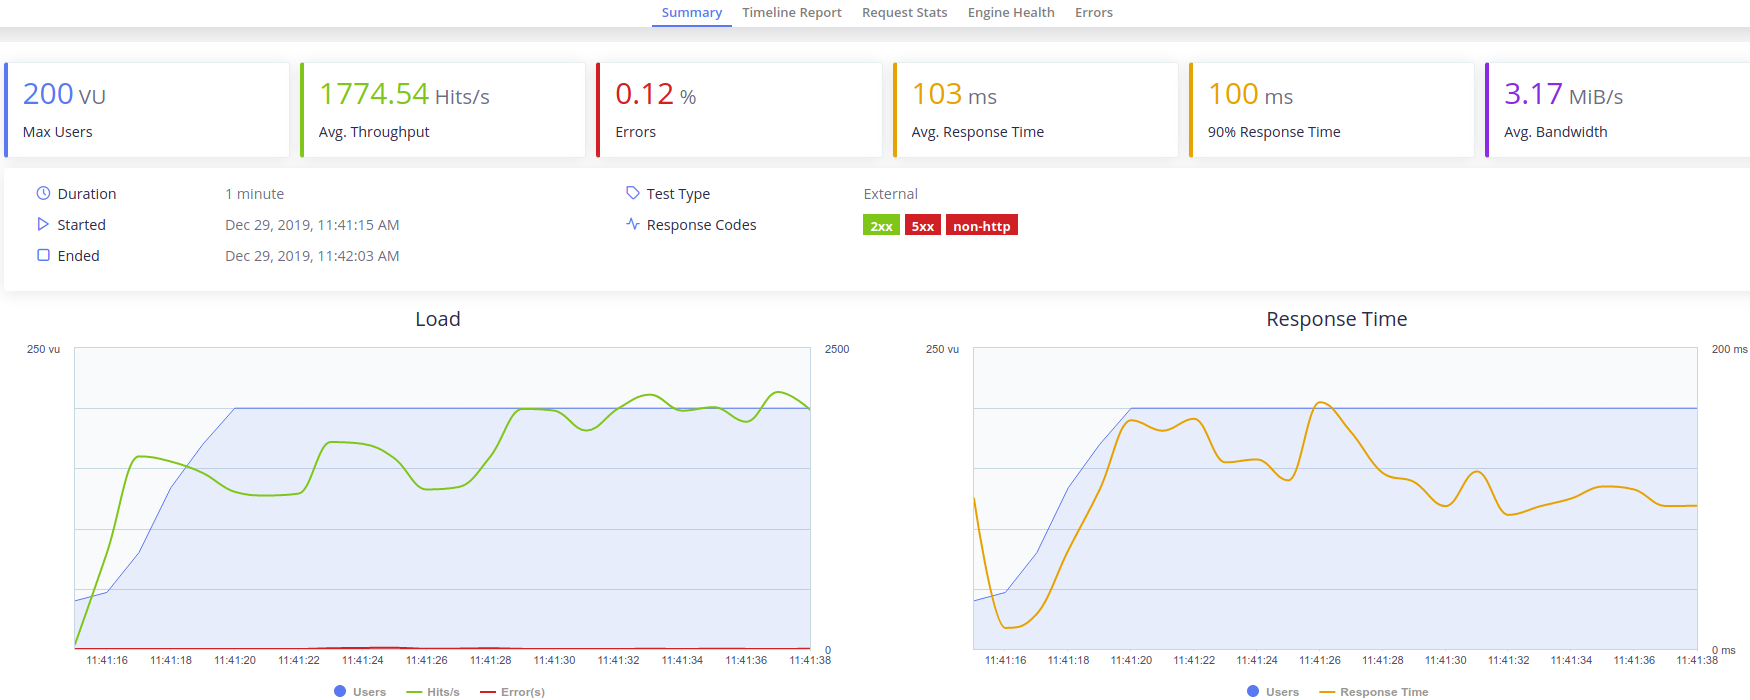 Summary Timeline Report Request Stats Engine Health Errors
200 VU 1774.54 Hits/s 0.12 % 103 ms 100 ms 3.17 MiB/s
Max Users Avg. Throughput Errors Avg. Response Time 90% Response Time Avg. Bandwidth
Duration 1 minute Test Type External
Started Dec 29, 2019, 11:41:15 AM Response Codes 2xx 5xx non-http
Ended Dec 29, 2019, 11:42:03 AM
Load
250 vu 2500
0
11:41:16 11:41:18 11:41:20 11:41:22 11:41:24 11:41:26 11:41:28 11:41:30 11:41:32 11:41:34 11:41:36 11:41:38
Users Hits/s Error(s)
Response Time
250 vu 200 ms
0 ms
11:41:16 11:41:18 11:41:20 11:41:22 11:41:24 11:41:26 11:41:28 11:41:30 11:41:32 11:41:34 11:41:36 11:41:38
Users Response Time